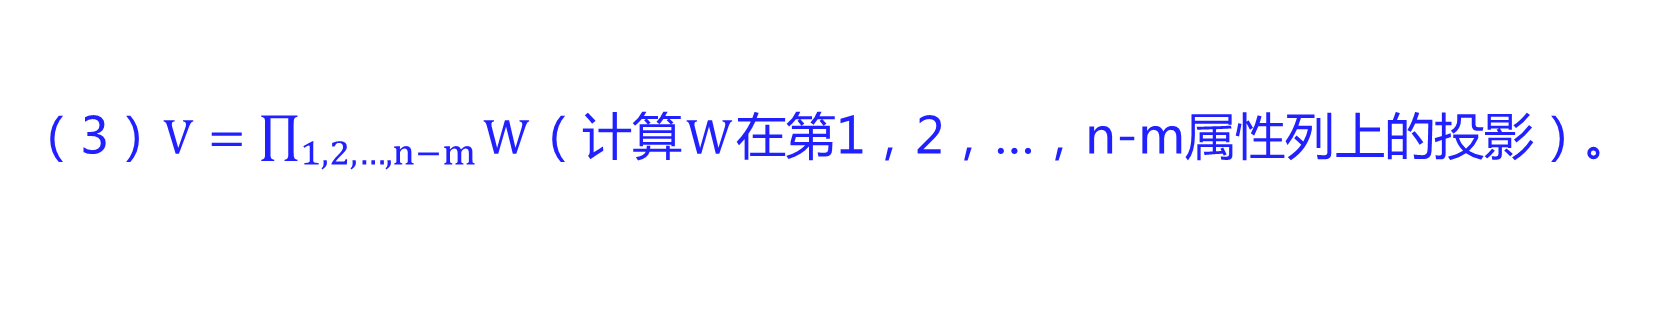 （3）V = ∏₁,₂,…,ₙ₋ₘ W（计算W在第1，2，…，n-m属性列上的投影）。